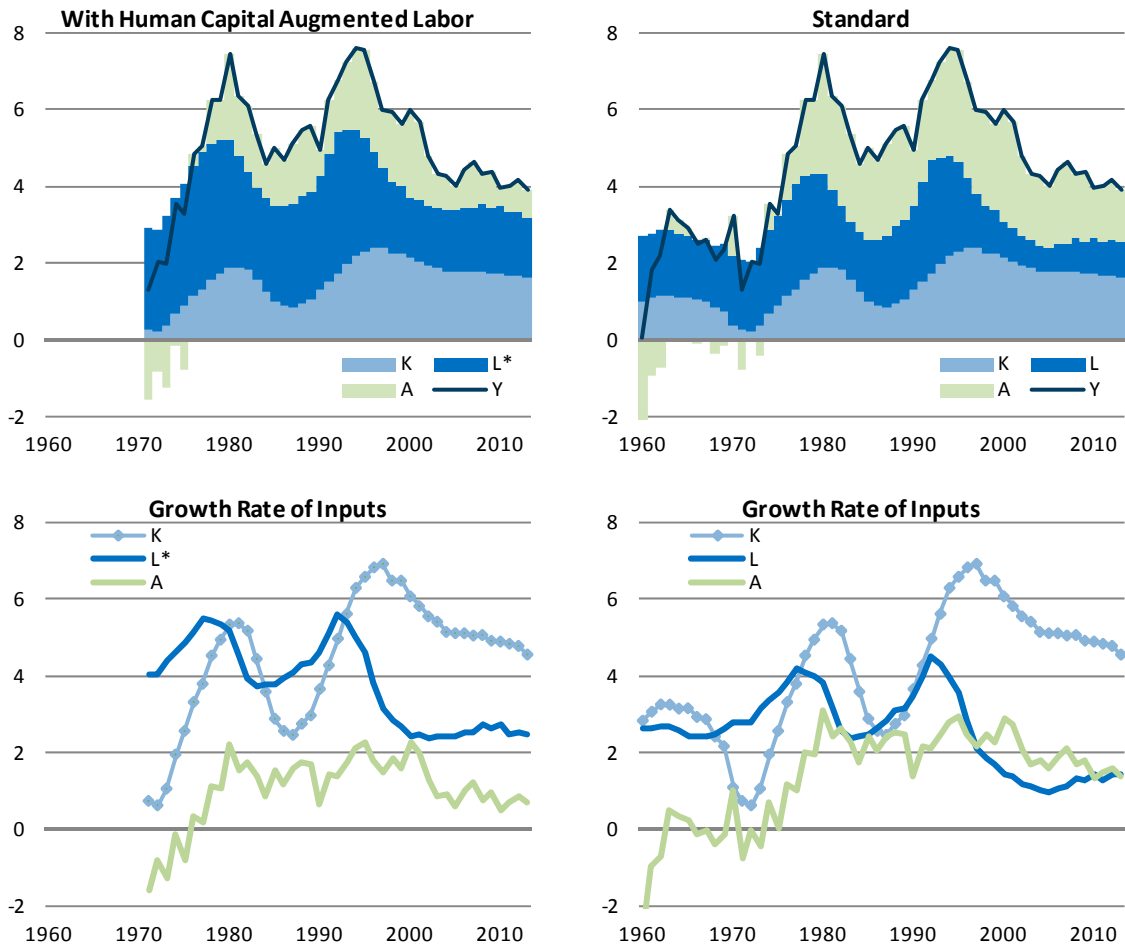 With Human Capital Augmented Labor
8
6
4
2
0
-2
K
L*
A
Y
1960 1970 1980 1990 2000 2010
Standard
8
6
4
2
0
-2
K
L
A
Y
1960 1970 1980 1990 2000 2010
Growth Rate of Inputs
8
6
4
2
0
-2
K
L*
A
1960 1970 1980 1990 2000 2010
Growth Rate of Inputs
8
6
4
2
0
-2
K
L
A
1960 1970 1980 1990 2000 2010